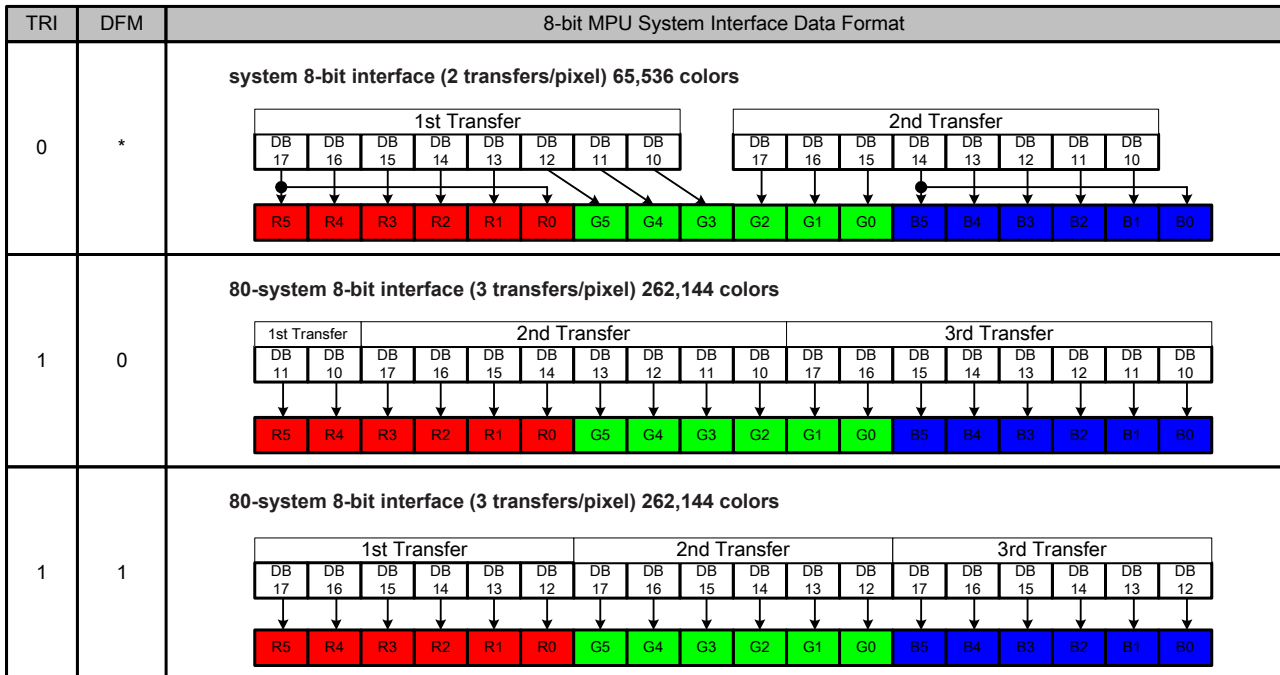 TRI DFM 8-bit MPU System Interface Data Format
system 8-bit interface (2 transfers/pixel) 65,536 colors
1st Transfer 2nd Transfer
DB DB DB DB DB DB DB DB DB DB DB DB DB DB DB DB
17 16 15 14 13 12 11 10 17 16 15 14 13 12 11 10
0 *
R5 R4 R3 R2 R1 R0 G5 G4 G3 G2 G1 G0 B5 B4 B3 B2 B1 B0
80-system 8-bit interface (3 transfers/pixel) 262,144 colors
1st Transfer 2nd Transfer 3rd Transfer
DB DB DB DB DB DB DB DB DB DB DB DB DB DB DB DB DB DB
11 10 17 16 15 14 13 12 11 10 17 16 15 14 13 12 11 10
1 0
R5 R4 R3 R2 R1 R0 G5 G4 G3 G2 G1 G0 B5 B4 B3 B2 B1 B0
80-system 8-bit interface (3 transfers/pixel) 262,144 colors
1st Transfer 2nd Transfer 3rd Transfer
DB DB DB DB DB DB DB DB DB DB DB DB DB DB DB DB DB DB
17 16 15 14 13 12 17 16 15 14 13 12 17 16 15 14 13 12
1 1
R5 R4 R3 R2 R1 R0 G5 G4 G3 G2 G1 G0 B5 B4 B3 B2 B1 B0